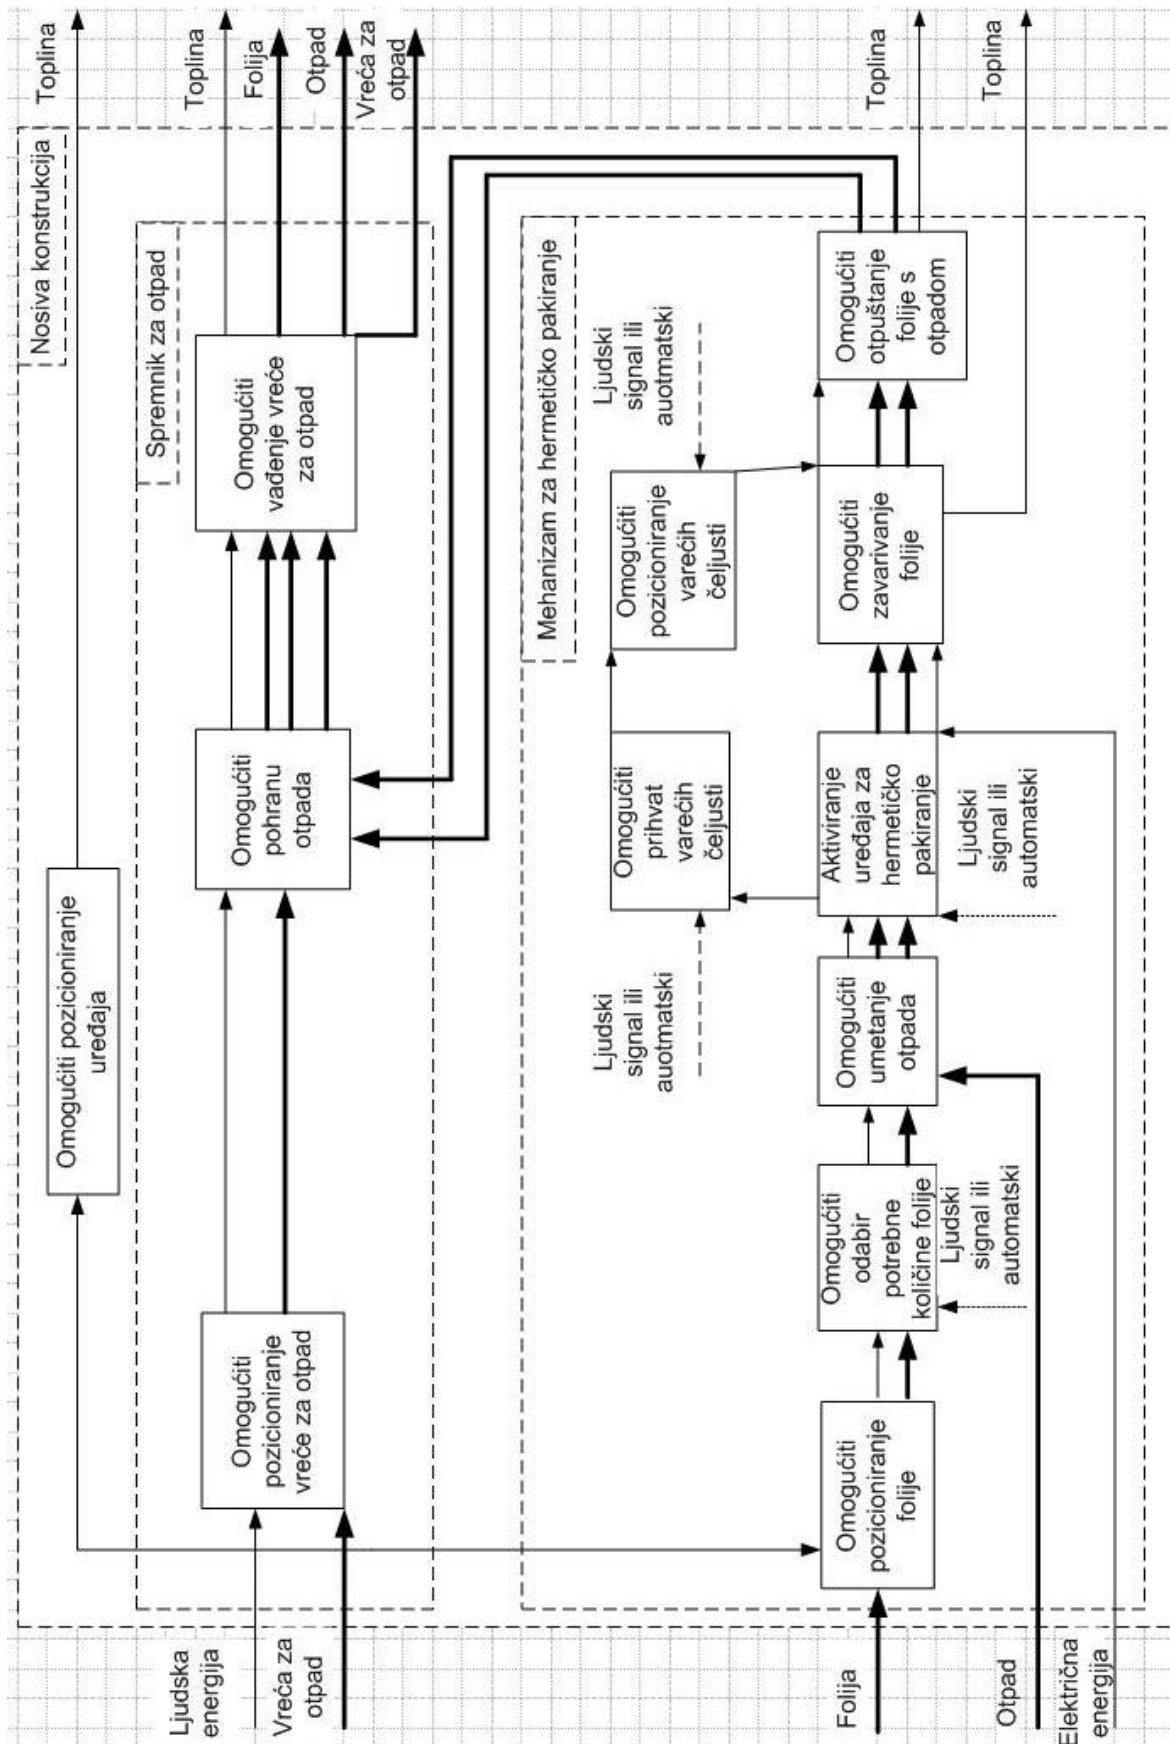 Nosiva konstrukcija
Omogućiti pozicioniranje
uređaja
Toplina
Spremnik za otpad
Ljudska
energija
Vreća za
otpad
Omogućiti
pozicioniranje
vreće za otpad
Omogućiti
pohranu
otpada
Omogućiti
vađenje vreće
za otpad
Toplina
Folija
Otpad
Vreća za
otpad
Mehanizam za hermetičko pakiranje
Ljudski
signal ili
auotmatski
Omogućiti
prihvat
varećih
čeljusti
Omogućiti
pozicioniranje
varećih
čeljusti
Ljudski
signal ili
auotmatski
Folija
Omogućiti
pozicioniranje
folije
Omogućiti
odabir
potrebne
količine folije
Omogućiti
umetanje
otpada
Aktiviranje
uređaja za
hermetičko
pakiranje
Omogućiti
zavarivanje
folije
Omogućiti
otpuštanje
folije s
otpadom
Toplina
Ljudski
signal ili
automatski
Ljudski
signal ili
automatski
Toplina
Otpad
Električna
energija